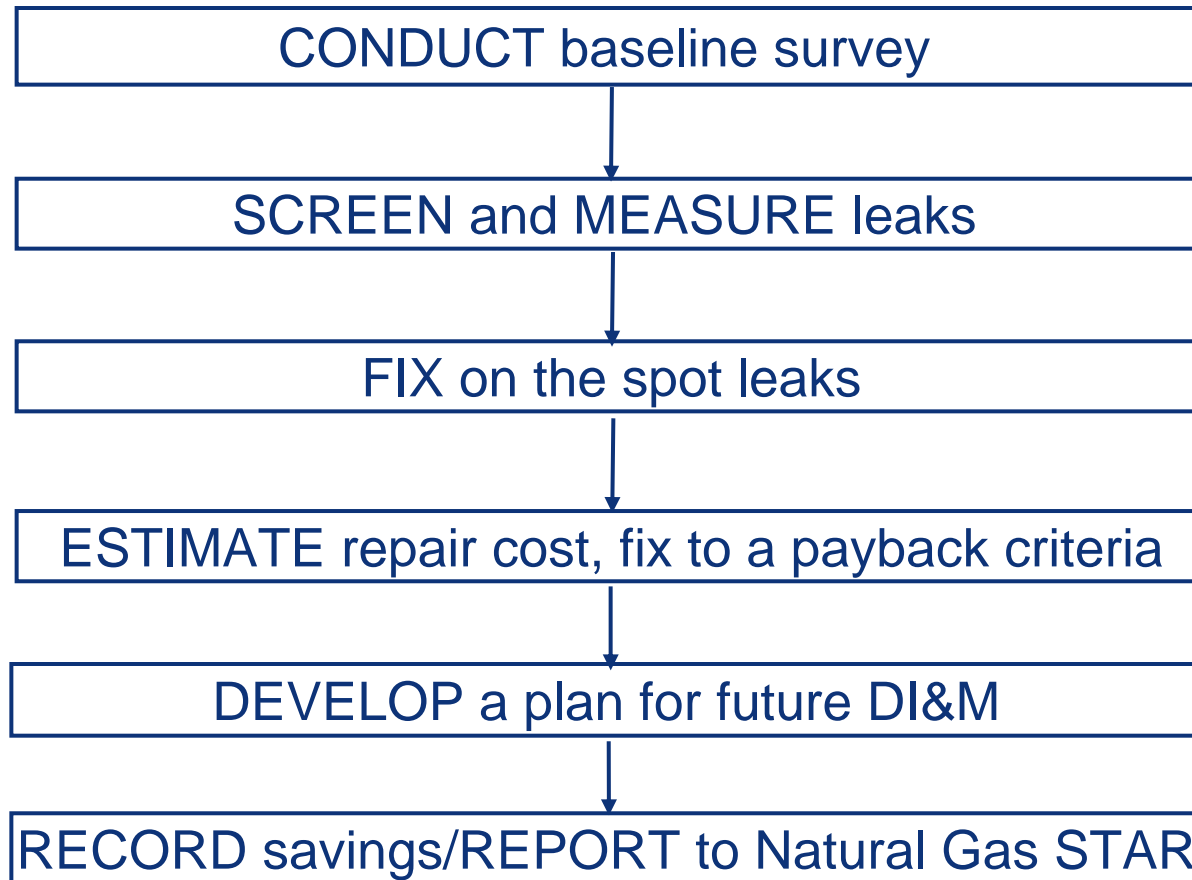 CONDUCT baseline survey
SCREEN and MEASURE leaks
FIX on the spot leaks
ESTIMATE repair cost, fix to a payback criteria
DEVELOP a plan for future DI&M
RECORD savings/REPORT to Natural Gas STAR